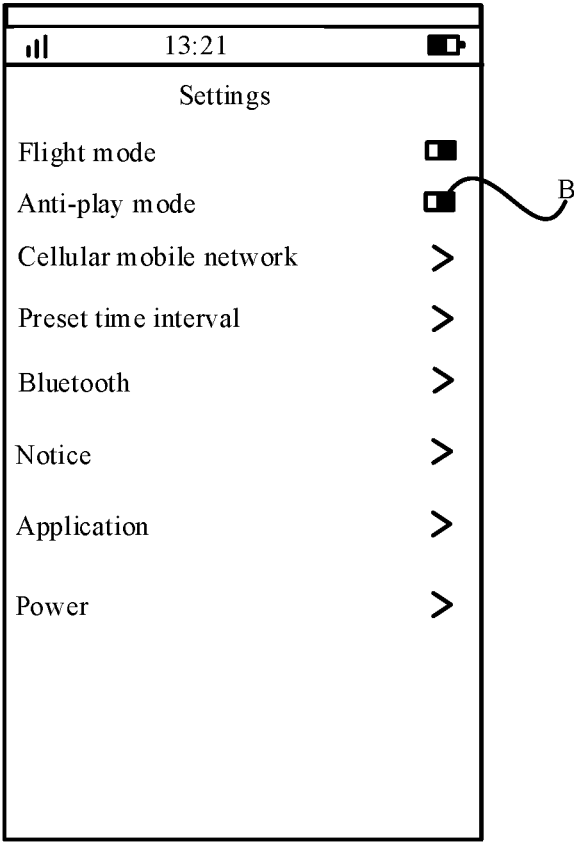 13:21
Settings
Flight mode
Anti-play mode
B
Cellular mobile network
Preset time interval
Bluetooth
Notice
Application
Power